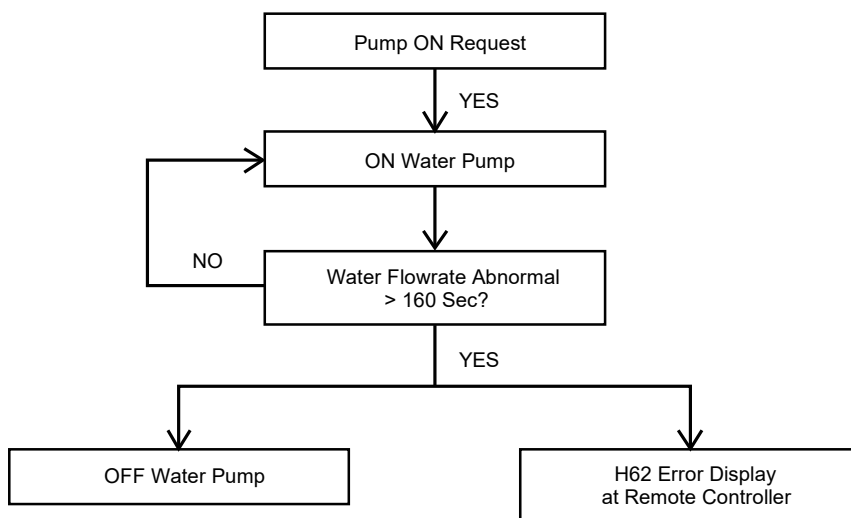 Pump ON Request
YES
ON Water Pump
NO
Water Flowrate Abnormal
> 160 Sec?
YES
OFF Water Pump
H62 Error Display
at Remote Controller